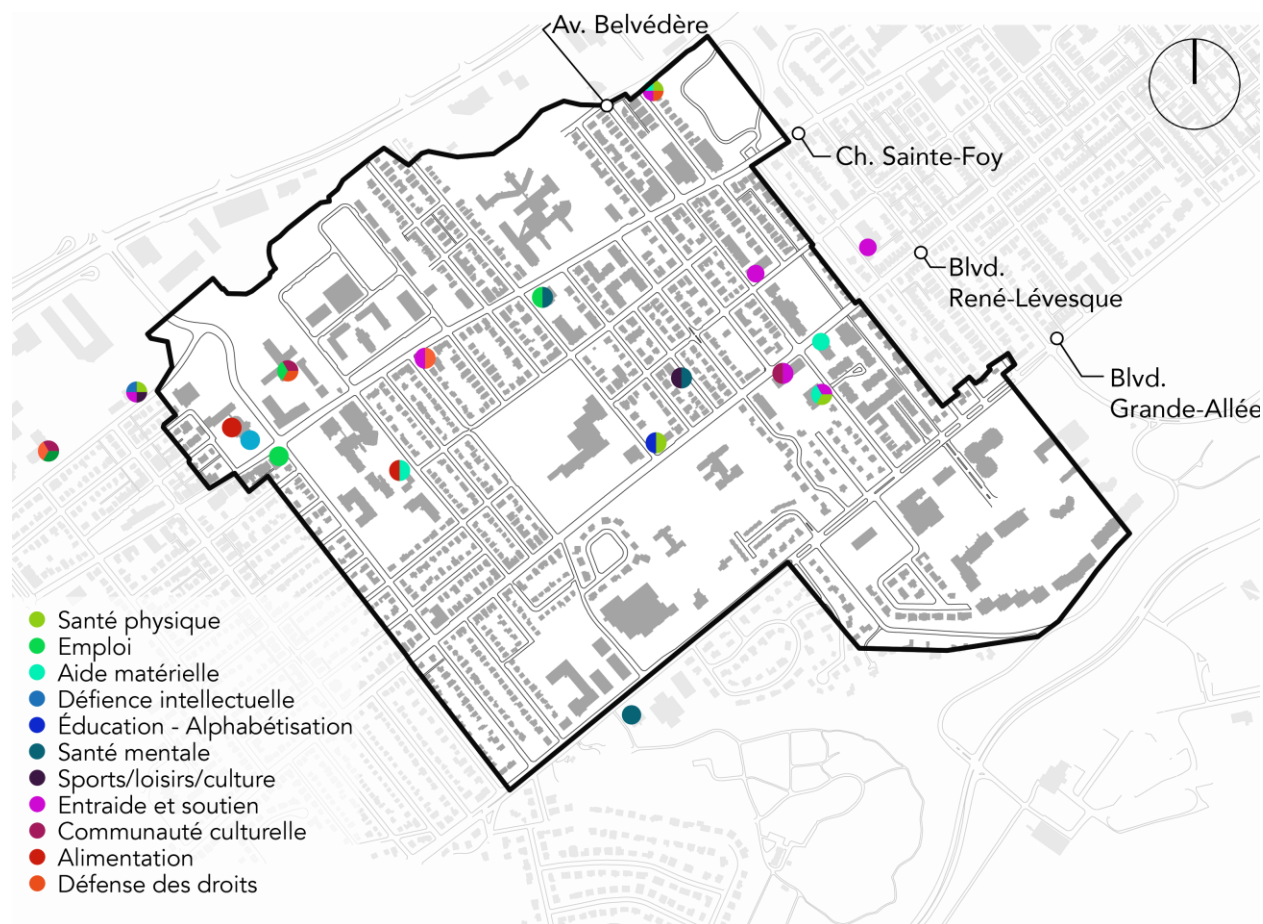 Av. Belvédère
Ch. Sainte-Foy
Blvd.
René-Lévesque
Blvd.
Grande-Allée
Santé physique
Emploi
Aide matérielle
Défience intellectuelle
Éducation - Alphabétisation
Santé mentale
Sports/loisirs/culture
Entraide et soutien
Communauté culturelle
Alimentation
Défense des droits